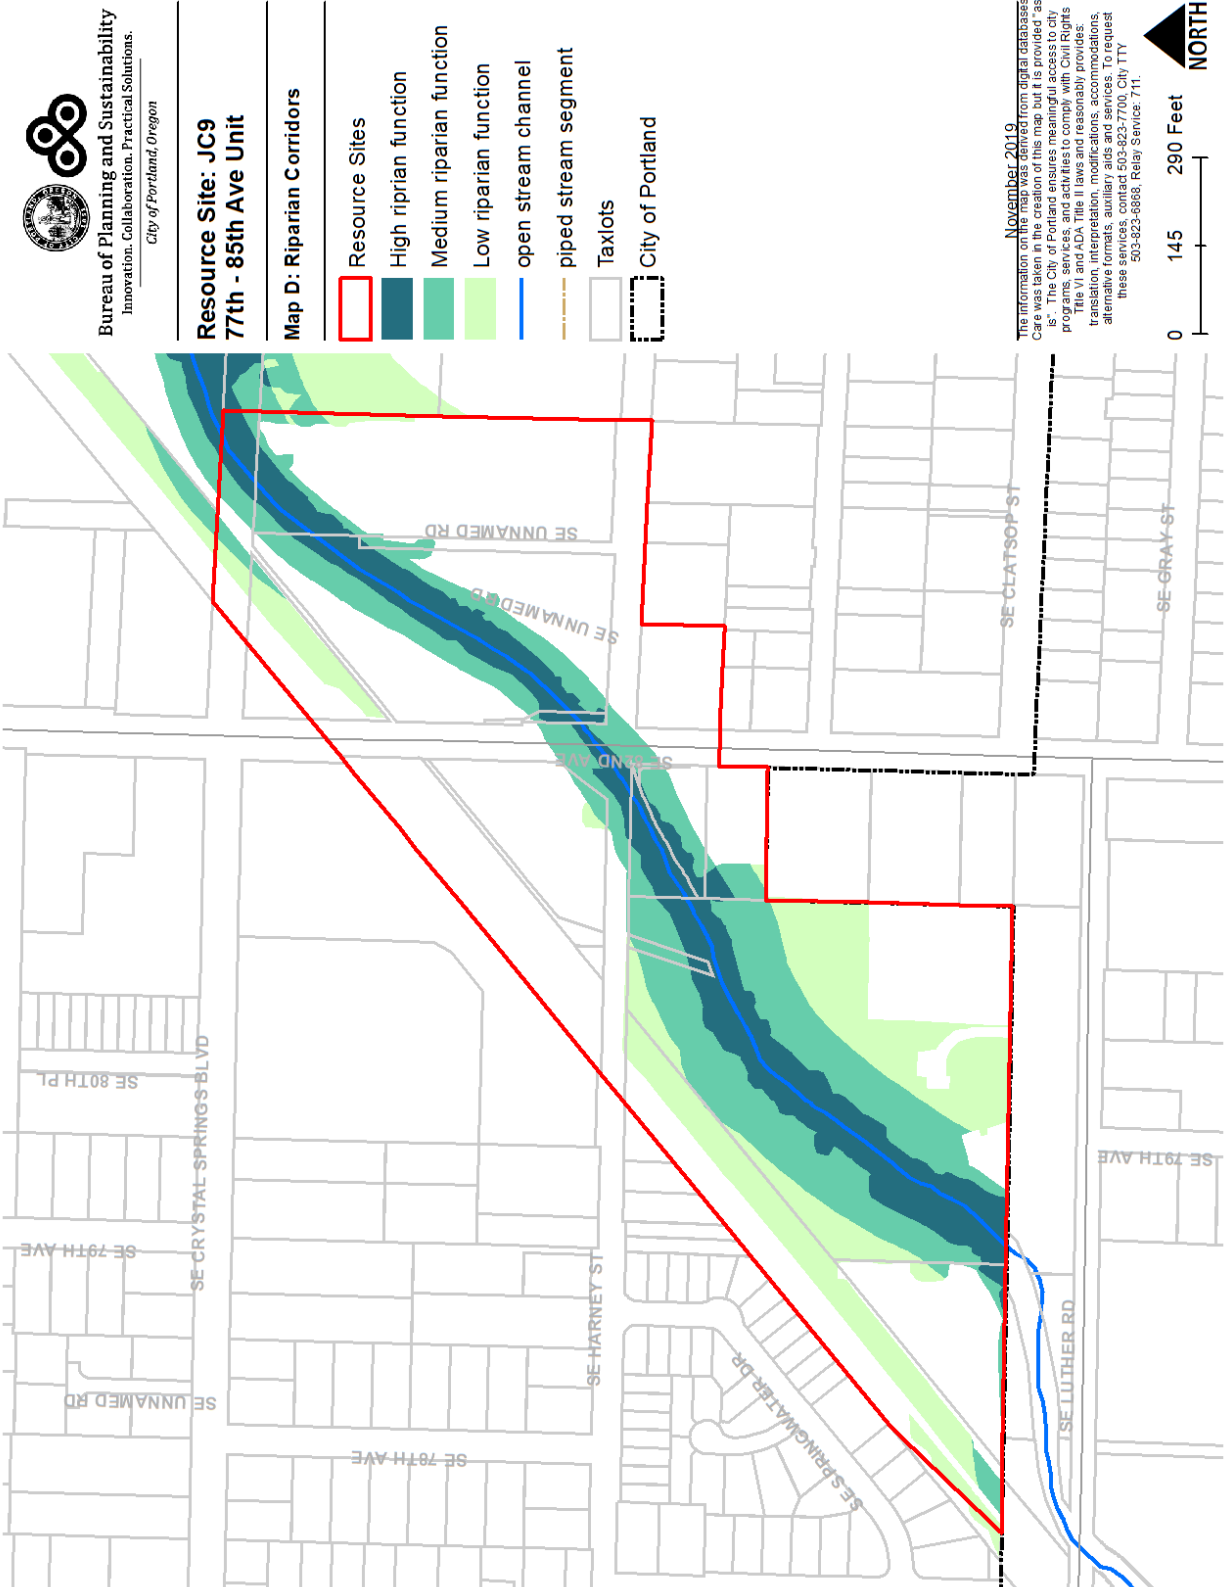 Bureau of Planning and Sustainability
Innovation. Collaboration. Practical Solutions.
City of Portland, Oregon
Resource Site: JC9
77th - 85th Ave Unit
Map D: Riparian Corridors
Resource Sites
High riprian function
Medium riparian function
Low riparian function
open stream channel
piped stream segment
Taxlots
City of Portland
November 2019
The information on the map was derived from digital databases
Care was taken in the creation of this map but it is provided "as
is". The City of Portland ensures meaningful access to city
programs, services, and activities to comply with Civil Rights
Title VI and ADA Title II laws and reasonably provides:
translation, interpretation, modifications, accommodations,
alternative formats, auxiliary aids and services. To request
these services, contact 503-823-7700, City TTY
503-823-6868, Relay Service: 711.
0 145 290 Feet
NORTH
SE UNNAMED RD
SE UNNAMED RD
SE CLATSOP ST
SE GRAY ST
SE 82ND AVE
SE 80TH PL
SE CRYSTAL SPRINGS BLVD
SE 79TH AVE
SE 79TH AVE
SE HARNEY ST
SE UNNAMED RD
SE 78TH AVE
SE SPRINGWATER DR
SE LUTHER RD